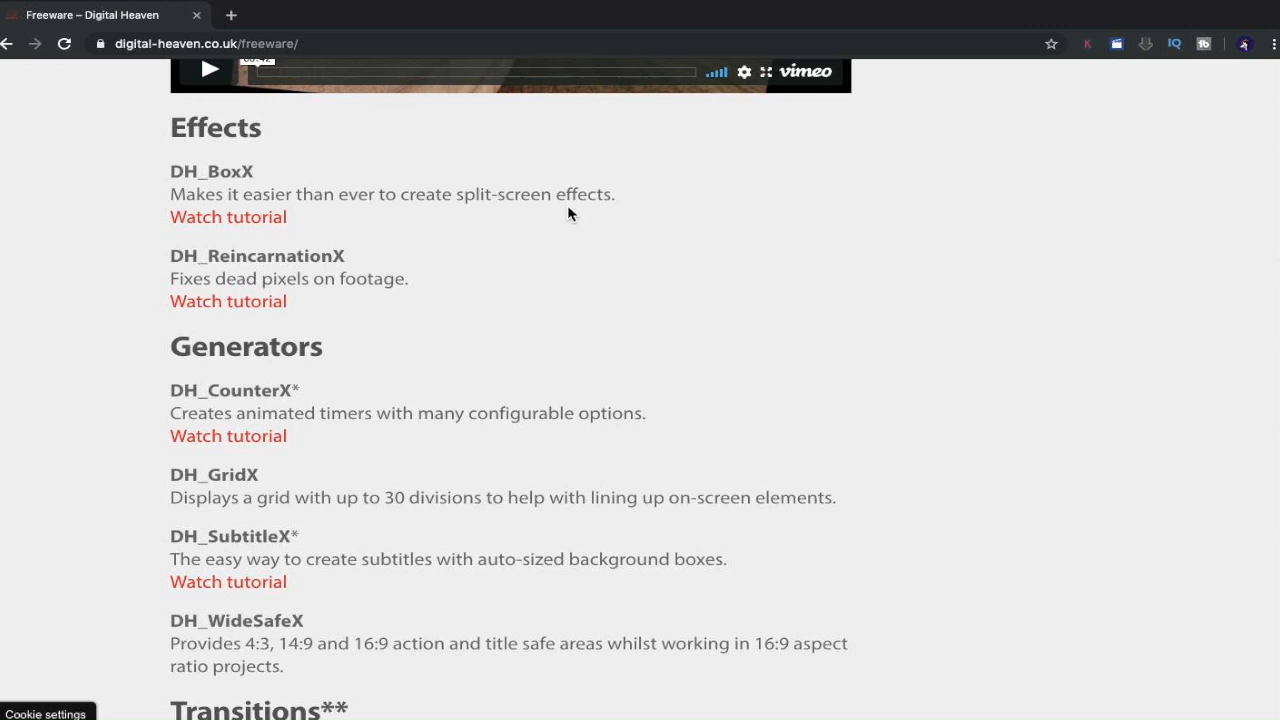 Freeware – Digital Heaven
digital-heaven.co.uk/freeware/
K
IQ
tb
vimeo
Effects
DH_BoxX
Makes it easier than ever to create split-screen effects.
Watch tutorial
DH_ReincarnationX
Fixes dead pixels on footage.
Watch tutorial
Generators
DH_CounterX*
Creates animated timers with many configurable options.
Watch tutorial
DH_GridX
Displays a grid with up to 30 divisions to help with lining up on-screen elements.
DH_SubtitleX*
The easy way to create subtitles with auto-sized background boxes.
Watch tutorial
DH_WideSafeX
Provides 4:3, 14:9 and 16:9 action and title safe areas whilst working in 16:9 aspect
ratio projects.
Transitions**
Cookie settings